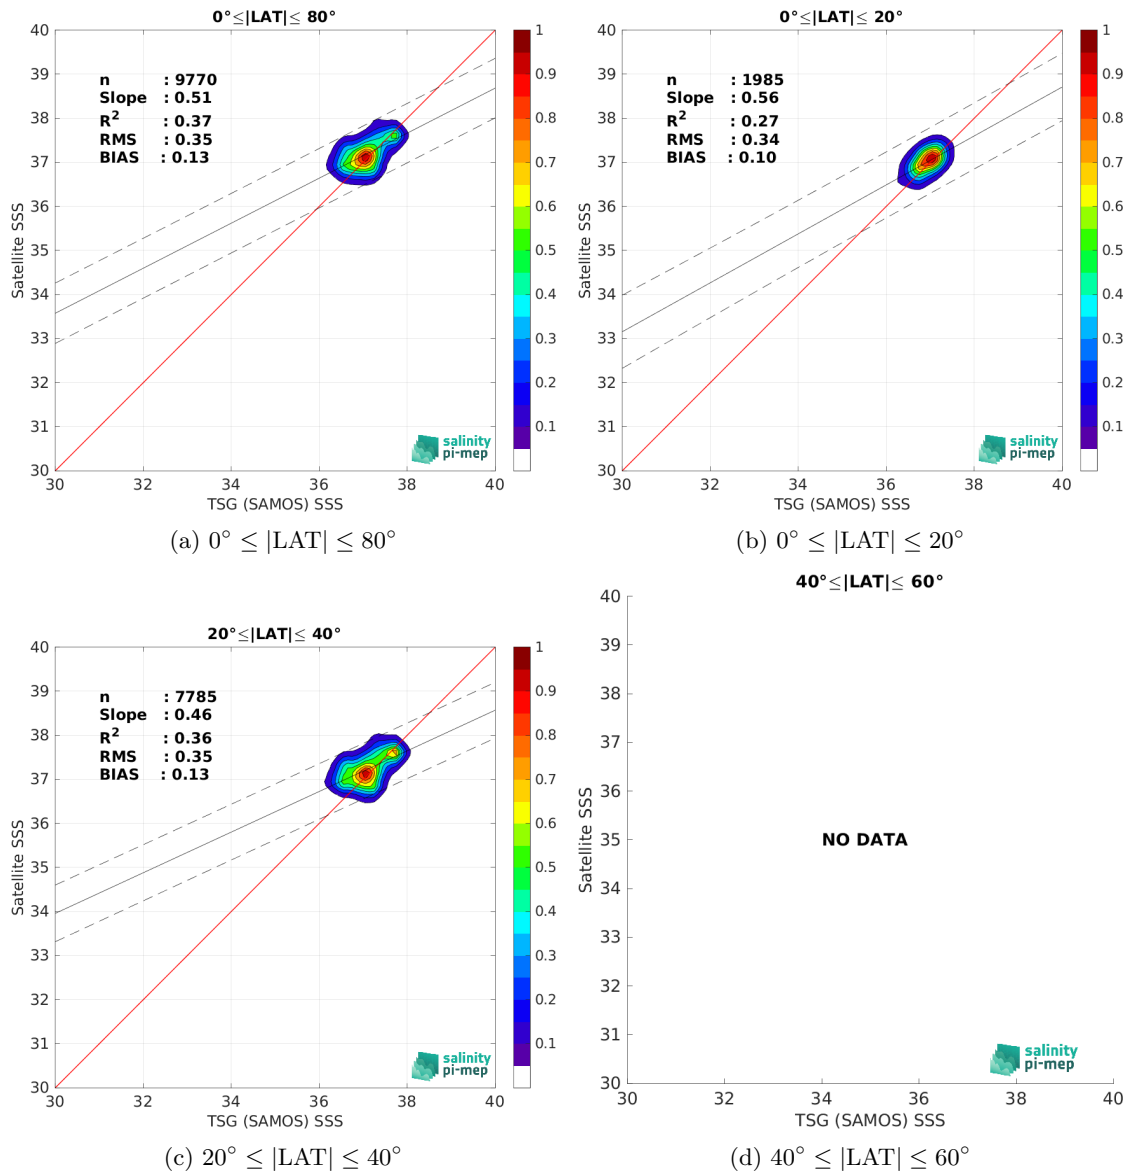 0°≤|LAT|≤ 80°
40
39
38
37
36
35
34
33
32
31
30
Satellite SSS
n : 9770
Slope : 0.51
R2 : 0.37
RMS : 0.35
BIAS : 0.13
salinity
pi-mep
30 32 34 36 38 40
TSG (SAMOS) SSS
1
0.9
0.8
0.7
0.6
0.5
0.4
0.3
0.2
0.1
(a) 0° ≤ |LAT| ≤ 80°
0°≤|LAT|≤ 20°
40
39
38
37
36
35
34
33
32
31
30
Satellite SSS
n : 1985
Slope : 0.56
R2 : 0.27
RMS : 0.34
BIAS : 0.10
salinity
pi-mep
30 32 34 36 38 40
TSG (SAMOS) SSS
1
0.9
0.8
0.7
0.6
0.5
0.4
0.3
0.2
0.1
(b) 0° ≤ |LAT| ≤ 20°
20°≤|LAT|≤ 40°
40
39
38
37
36
35
34
33
32
31
30
Satellite SSS
n : 7785
Slope : 0.46
R2 : 0.36
RMS : 0.35
BIAS : 0.13
salinity
pi-mep
30 32 34 36 38 40
TSG (SAMOS) SSS
1
0.9
0.8
0.7
0.6
0.5
0.4
0.3
0.2
0.1
(c) 20° ≤ |LAT| ≤ 40°
40°≤|LAT|≤ 60°
40
39
38
37
36
35
34
33
32
31
30
Satellite SSS
NO DATA
salinity
pi-mep
30 32 34 36 38 40
TSG (SAMOS) SSS
(d) 40° ≤ |LAT| ≤ 60°